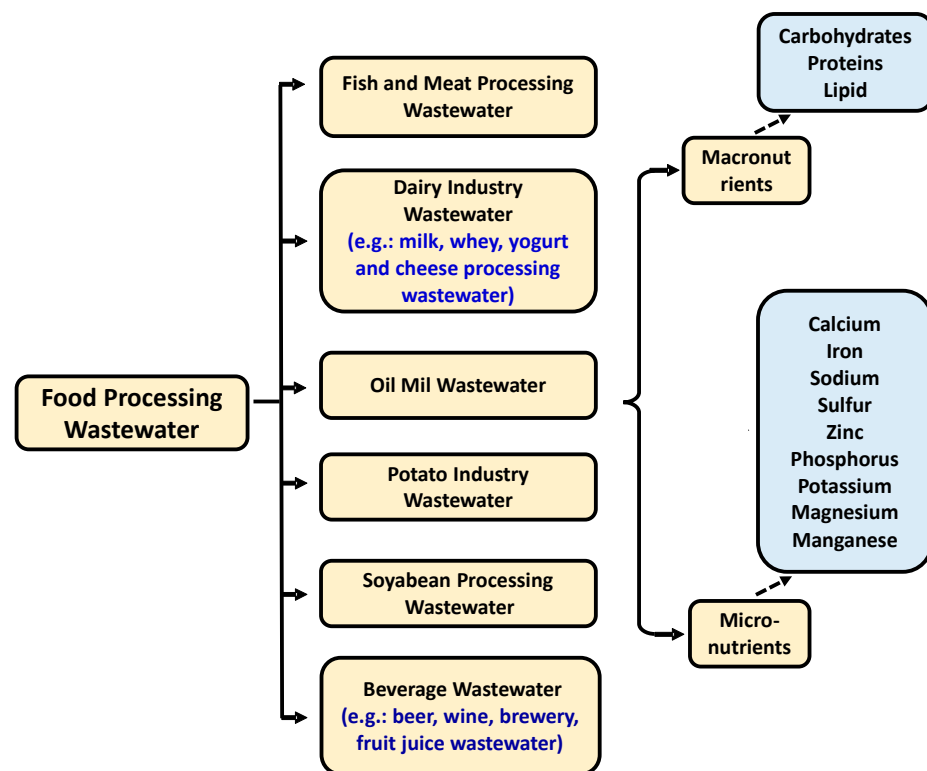 Food Processing
Wastewater
Fish and Meat Processing
Wastewater
Dairy Industry
Wastewater
(e.g.: milk, whey, yogurt
and cheese processing
wastewater)
Oil Mil Wastewater
Potato Industry
Wastewater
Soyabean Processing
Wastewater
Beverage Wastewater
(e.g.: beer, wine, brewery,
fruit juice wastewater)
Macronut
rients
Carbohydrates
Proteins
Lipid
Micro-
nutrients
Calcium
Iron
Sodium
Sulfur
Zinc
Phosphorus
Potassium
Magnesium
Manganese